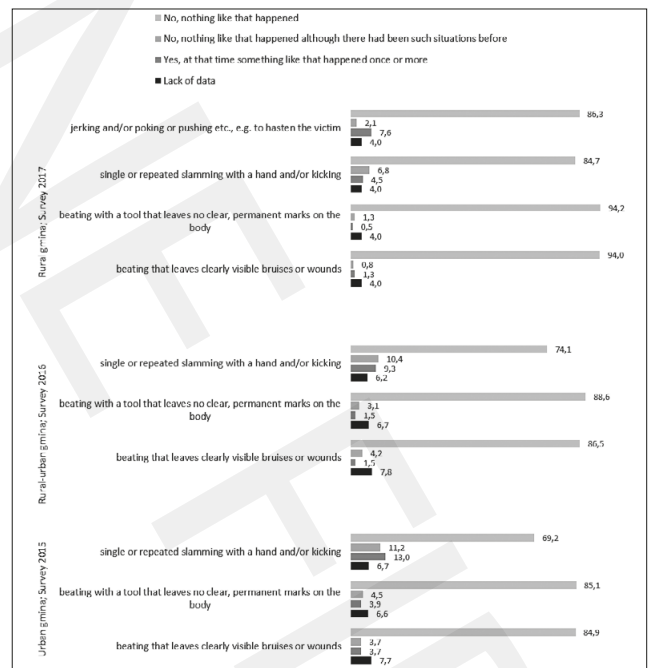 No, nothing like that happened
No, nothing like that happened although there had been such situations before
Yes, at that time something like that happened once or more
Lack of data
Rural gmina; Survey 2017
jerking and/or poking or pushing etc., e.g. to hasten the victim
86,3
2,1
7,6
4,0
single or repeated slamming with a hand and/or kicking
84,7
6,8
4,5
4,0
beating with a tool that leaves no clear, permanent marks on the
body
94,2
1,3
0,5
4,0
beating that leaves clearly visible bruises or wounds
94,0
0,8
1,3
4,0
Rural-urban gmina; Survey 2016
single or repeated slamming with a hand and/or kicking
74,1
10,4
9,3
6,2
beating with a tool that leaves no clear, permanent marks on the
body
88,6
3,1
1,5
6,7
beating that leaves clearly visible bruises or wounds
86,5
4,2
1,5
7,8
Urban gmina; Survey 2015
single or repeated slamming with a hand and/or kicking
69,2
11,2
13,0
6,7
beating with a tool that leaves no clear, permanent marks on the
body
85,1
4,5
3,9
6,6
beating that leaves clearly visible bruises or wounds
84,9
3,7
3,7
7,7